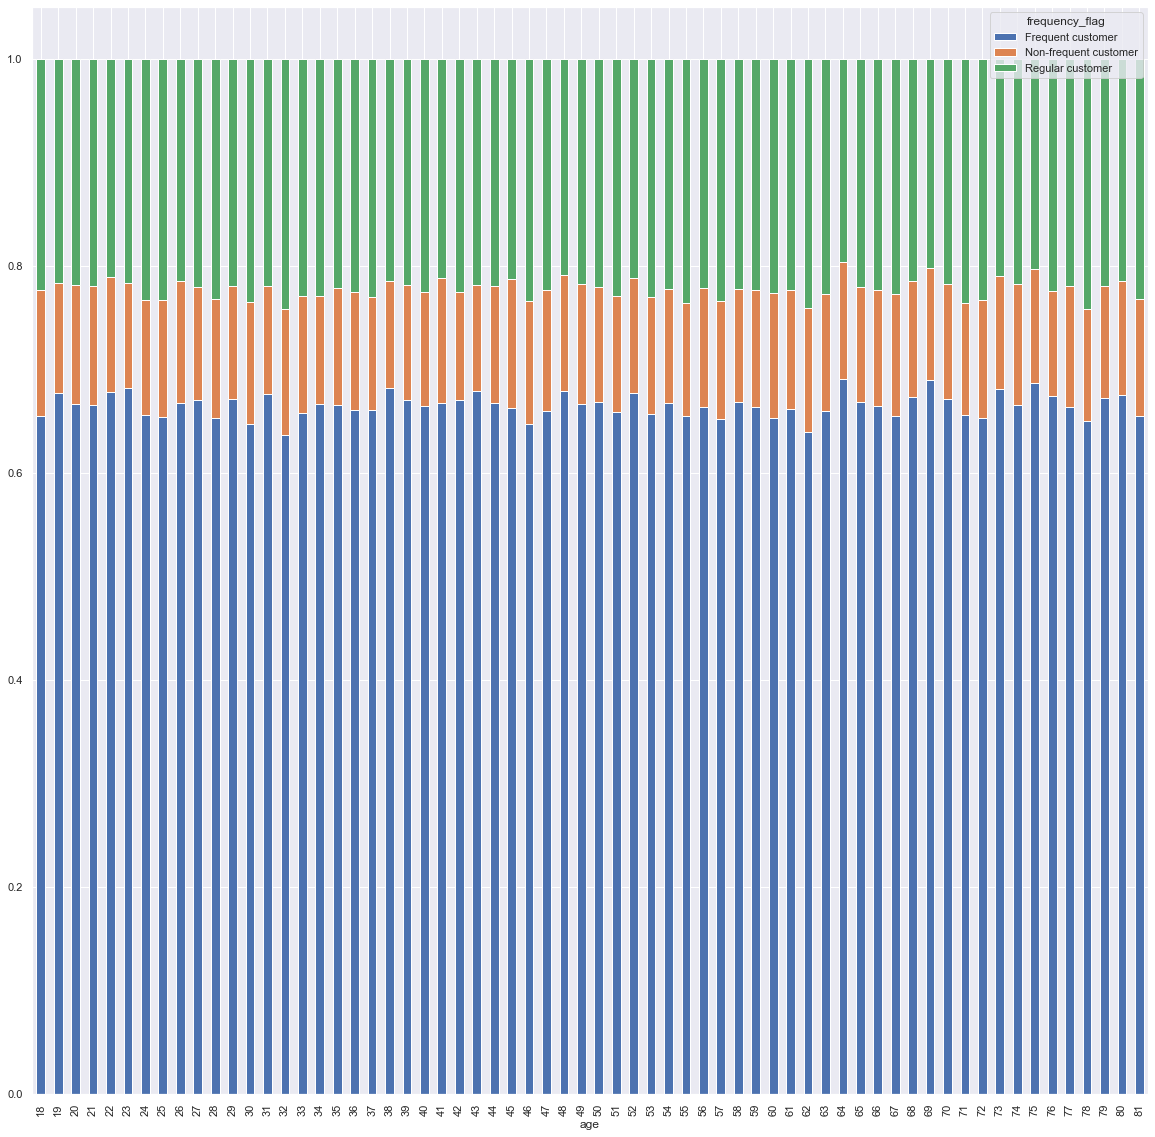 frequency_flag
Frequent customer
Non-frequent customer
Regular customer
1.0
0.8
0.6
0.4
0.2
0.0
18 19 20 21 22 23 24 25 26 27 28 29 30 31 32 33 34 35 36 37 38 39 40 41 42 43 44 45 46 47 48 49 50 51 52 53 54 55 56 57 58 59 60 61 62 63 64 65 66 67 68 69 70 71 72 73 74 75 76 77 78 79 80 81
age